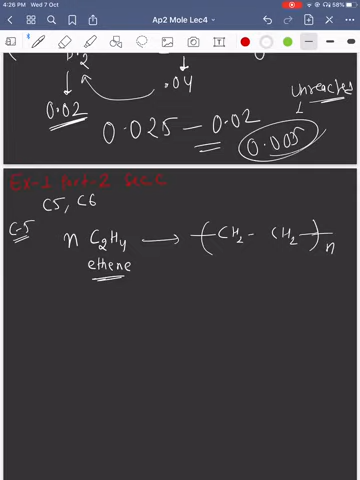 4:26 PM Wed 7 Oct
Ap2 Mole Lec4
.04
0.02
unreacted
0.025 - 0.02
0.005
Ex-1 part-2 Sec C
C5, C6
C-5
n C2H4 → ( CH2 - CH2 )n
ethene